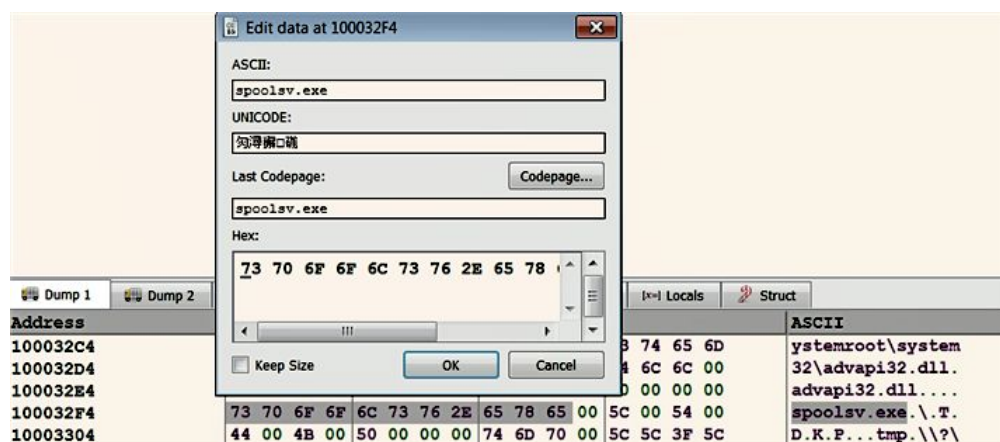 Edit data at 100032F4
ASCII:
spoolsv.exe
UNICODE:
Last Codepage:
Codepage...
spoolsv.exe
Hex:
73 70 6F 6F 6C 73 76 2E 65 78
Keep Size
OK
Cancel
Dump 1
Dump 2
[x=] Locals
Struct
Address
ASCII
100032C4
74 65 6D
ystemroot\system
100032D4
6C 6C 00
32\advapi32.dll.
100032E4
00 00 00
advapi32.dll....
100032F4 73 70 6F 6F 6C 73 76 2E 65 78 65 00 5C 00 54 00 spoolsv.exe.\.T.
10003304 44 00 4B 00 50 00 00 00 74 6D 70 00 5C 5C 3F 5C D.K.P...tmp.\\?\